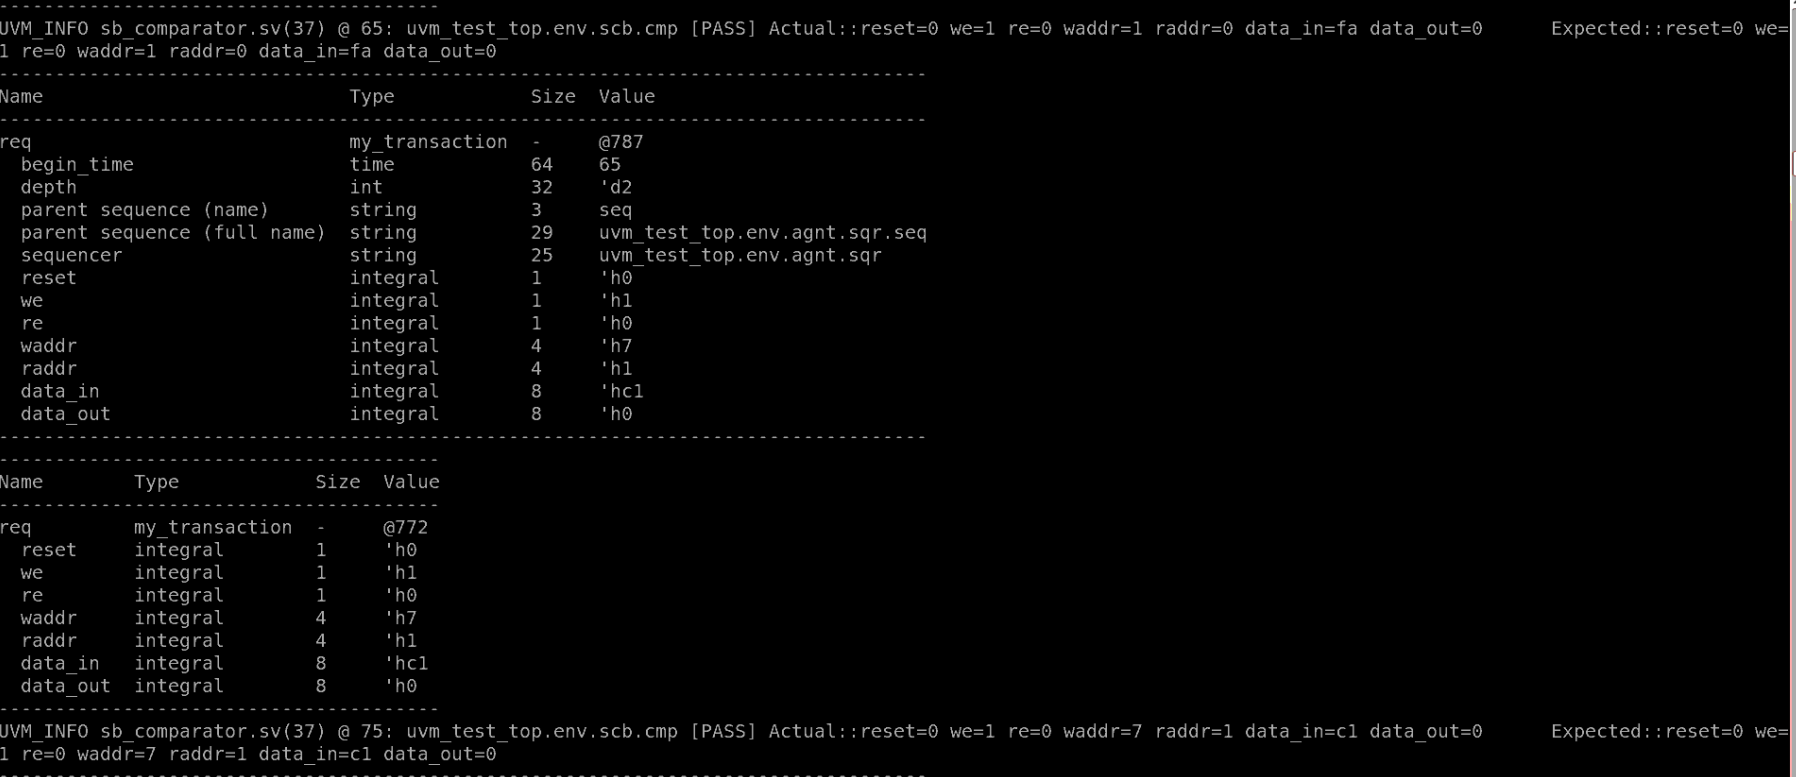 ---------------------------------------
UVM_INFO sb_comparator.sv(37) @ 65: uvm_test_top.env.scb.cmp [PASS] Actual::reset=0 we=1 re=0 waddr=1 raddr=0 data_in=fa data_out=0      Expected::reset=0 we=
1 re=0 waddr=1 raddr=0 data_in=fa data_out=0
----------------------------------------------------------------------------------
Name                           Type          Size  Value
----------------------------------------------------------------------------------
req                            my_transaction  -     @787
  begin_time                   time          64    65
  depth                        int           32    'd2
  parent sequence (name)       string        3     seq
  parent sequence (full name)  string        29    uvm_test_top.env.agnt.sqr.seq
  sequencer                    string        25    uvm_test_top.env.agnt.sqr
  reset                        integral      1     'h0
  we                           integral      1     'h1
  re                           integral      1     'h0
  waddr                        integral      4     'h7
  raddr                        integral      4     'h1
  data_in                      integral      8     'hc1
  data_out                     integral      8     'h0
----------------------------------------------------------------------------------
---------------------------------------
Name        Type            Size  Value
---------------------------------------
req         my_transaction  -     @772
  reset     integral        1     'h0
  we        integral        1     'h1
  re        integral        1     'h0
  waddr     integral        4     'h7
  raddr     integral        4     'h1
  data_in   integral        8     'hc1
  data_out  integral        8     'h0
---------------------------------------
UVM_INFO sb_comparator.sv(37) @ 75: uvm_test_top.env.scb.cmp [PASS] Actual::reset=0 we=1 re=0 waddr=7 raddr=1 data_in=c1 data_out=0      Expected::reset=0 we=
1 re=0 waddr=7 raddr=1 data_in=c1 data_out=0
----------------------------------------------------------------------------------